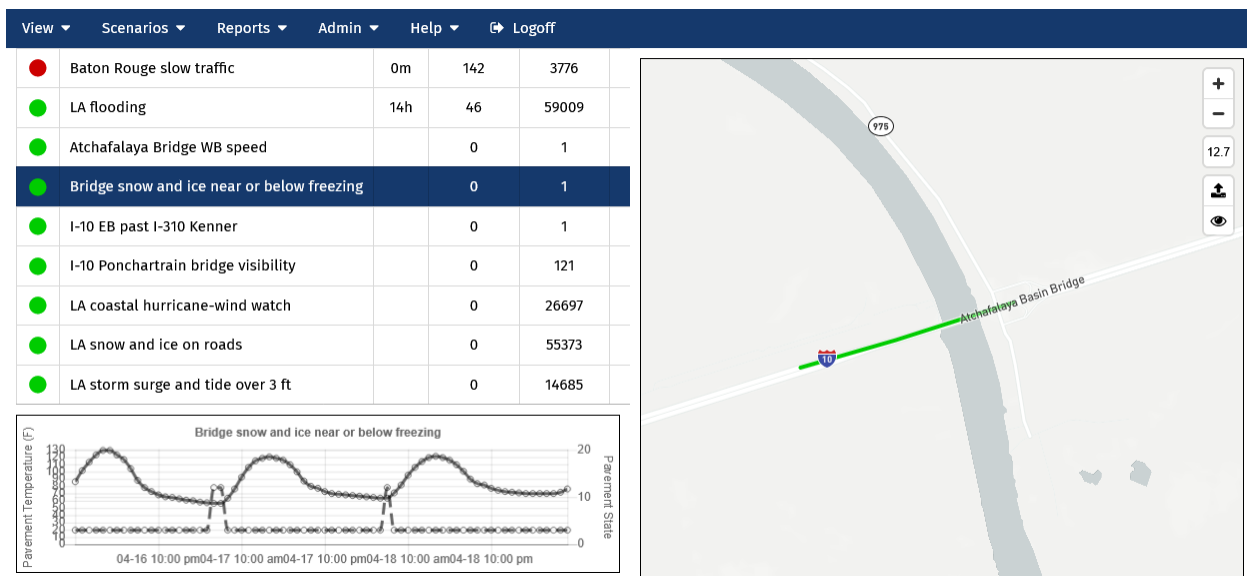 View Scenarios Reports Admin Help Logoff
Baton Rouge slow traffic 0m 142 3776
LA flooding 14h 46 59009
Atchafalaya Bridge WB speed 0 1
Bridge snow and ice near or below freezing 0 1
I-10 EB past I-310 Kenner 0 1
I-10 Ponchartrain bridge visibility 0 121
LA coastal hurricane-wind watch 0 26697
LA snow and ice on roads 0 55373
LA storm surge and tide over 3 ft 0 14685
Bridge snow and ice near or below freezing
Pavement Temperature (F)
130
20
10
0
20
10
0
Pavement State
04-16 10:00 pm04-17 10:00 am04-17 10:00 pm04-18 10:00 am04-18 10:00 pm
975
+
−
12.7
Atchafalaya Basin Bridge
10